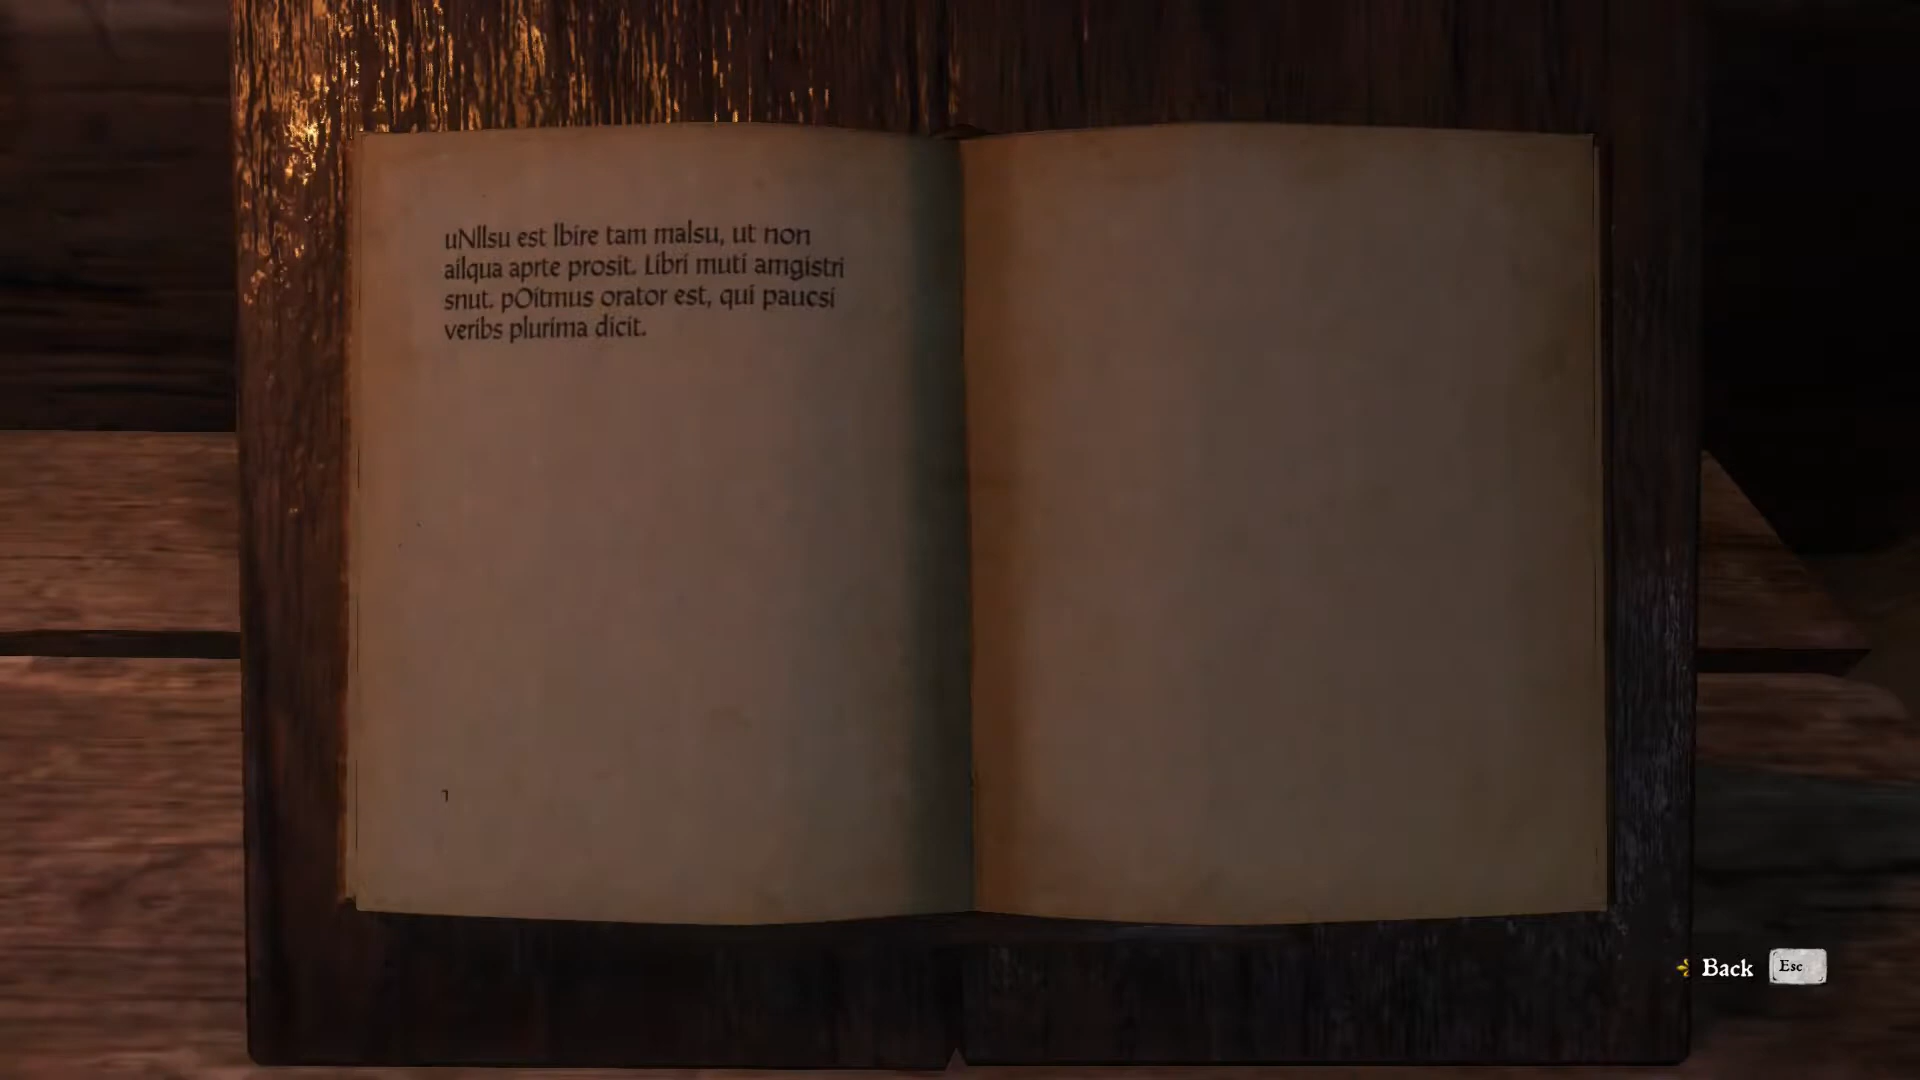 uNllsu est lbire tam malsu, ut non
ailqua aprte prosit. Libri muti amgistri
snut. pOitmus orator est, qui paucsi
veribs plurima dicit.
1
Back Esc